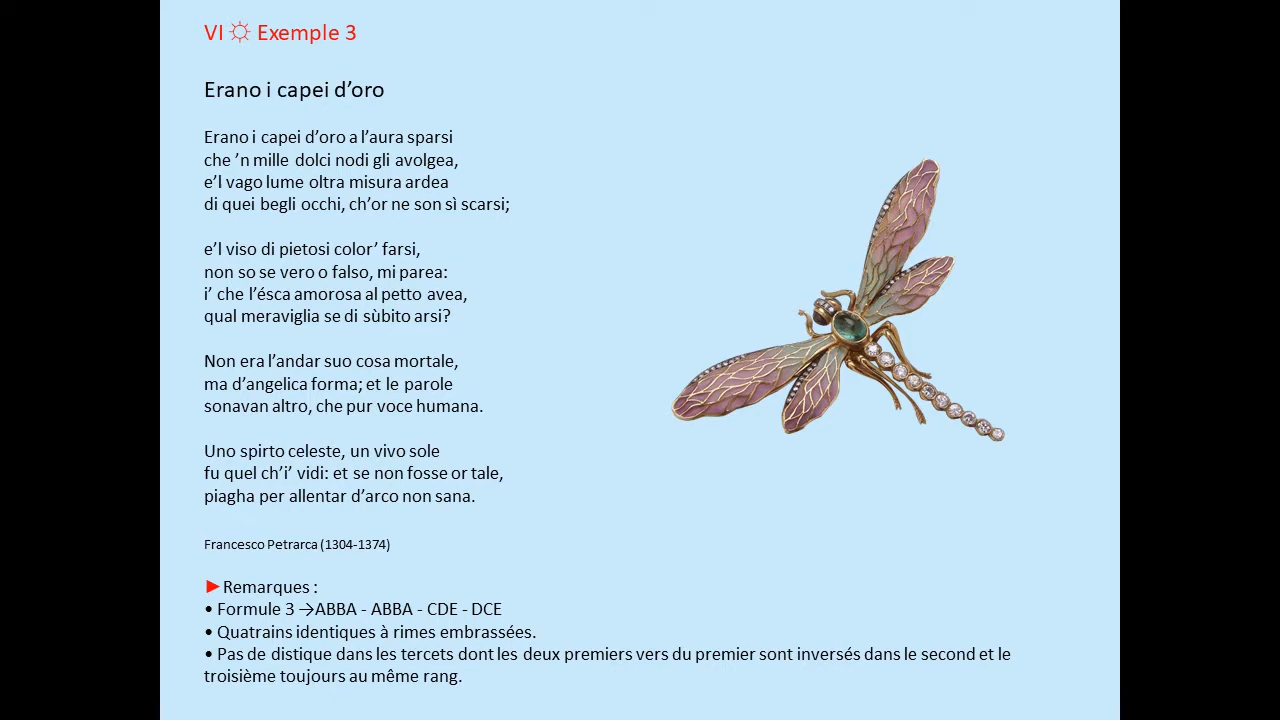 VI ☼ Exemple 3
Erano i capei d’oro
Erano i capei d’oro a l’aura sparsi
che ’n mille dolci nodi gli avolgea,
e’l vago lume oltra misura ardea
di quei begli occhi, ch’or ne son sì scarsi;
e’l viso di pietosi color’ farsi,
non so se vero o falso, mi parea:
i’ che l’ésca amorosa al petto avea,
qual meraviglia se di sùbito arsi?
Non era l’andar suo cosa mortale,
ma d’angelica forma; et le parole
sonavan altro, che pur voce humana.
Uno spirto celeste, un vivo sole
fu quel ch’i’ vidi: et se non fosse or tale,
piagha per allentar d’arco non sana.
Francesco Petrarca (1304-1374)
►Remarques :
• Formule 3 →ABBA - ABBA - CDE - DCE
• Quatrains identiques à rimes embrassées.
• Pas de distique dans les tercets dont les deux premiers vers du premier sont inversés dans le second et le
troisième toujours au même rang.